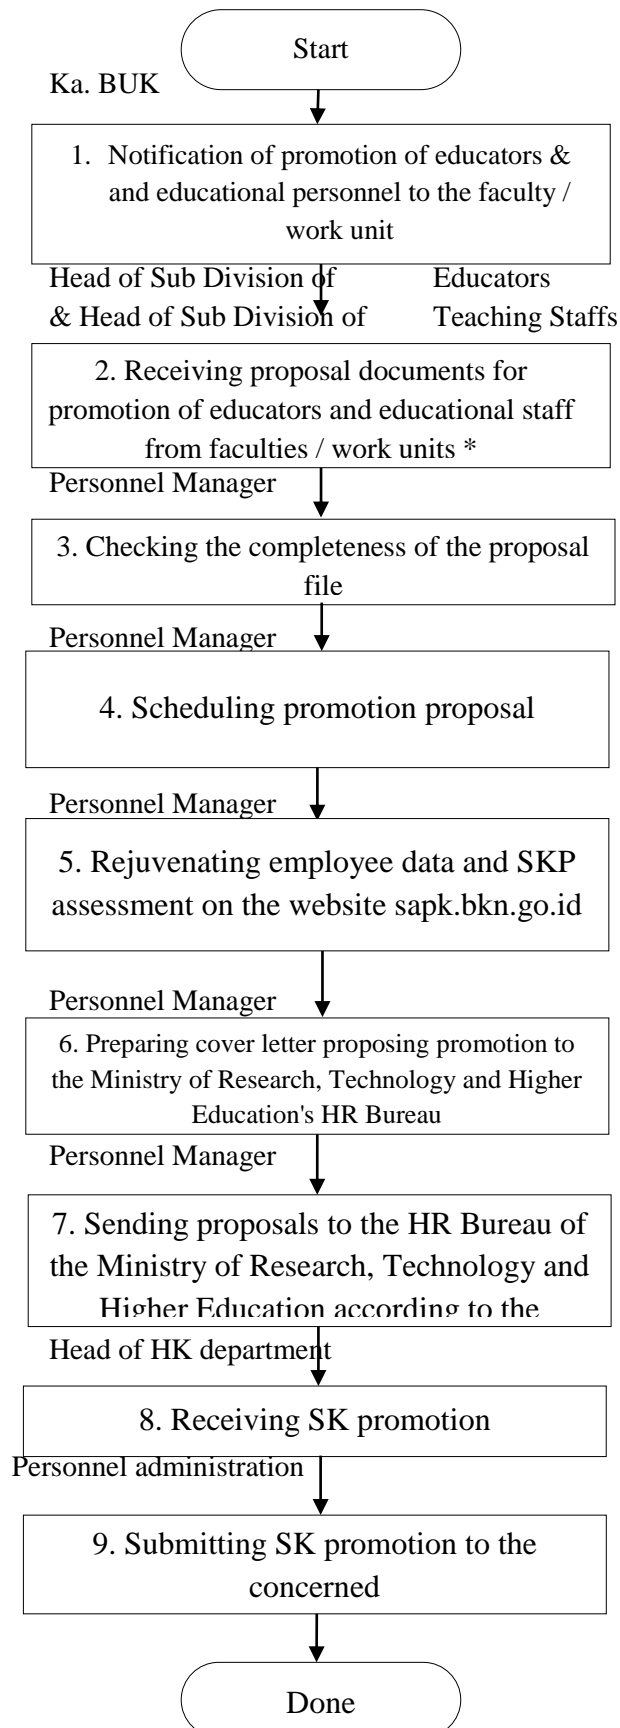 Start
Ka. BUK
1. Notification of promotion of educators &
and educational personnel to the faculty /
work unit
Head of Sub Division of Educators
& Head of Sub Division of Teaching Staffs
2. Receiving proposal documents for
promotion of educators and educational staff
from faculties / work units *
Personnel Manager
3. Checking the completeness of the proposal
file
Personnel Manager
4. Scheduling promotion proposal
Personnel Manager
5. Rejuvenating employee data and SKP
assessment on the website sapk.bkn.go.id
Personnel Manager
6. Preparing cover letter proposing promotion to
the Ministry of Research, Technology and Higher
Education's HR Bureau
Personnel Manager
7. Sending proposals to the HR Bureau of
the Ministry of Research, Technology and
Higher Education according to the
Head of HK department
8. Receiving SK promotion
Personnel administration
9. Submitting SK promotion to the
concerned
Done